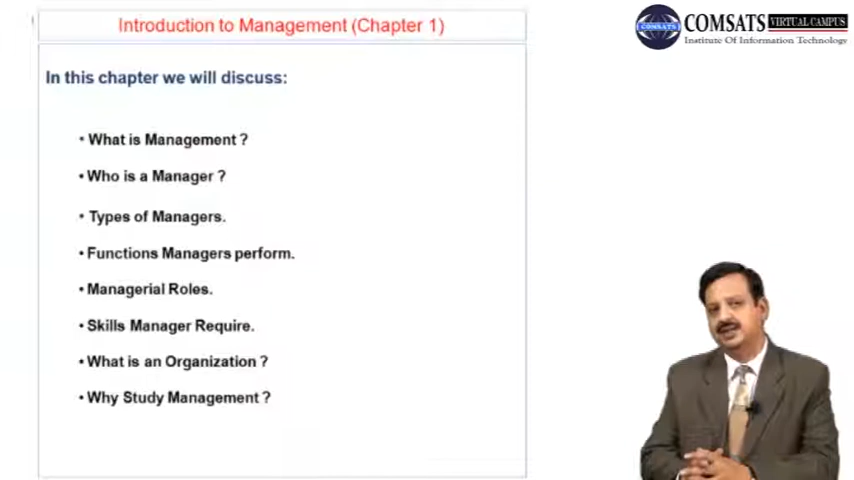 Introduction to Management (Chapter 1)
COMSATS VIRTUAL CAMPUS
Institute Of Information Technology
COMSATS
In this chapter we will discuss:
• What is Management ?
• Who is a Manager ?
• Types of Managers.
• Functions Managers perform.
• Managerial Roles.
• Skills Manager Require.
• What is an Organization ?
• Why Study Management ?